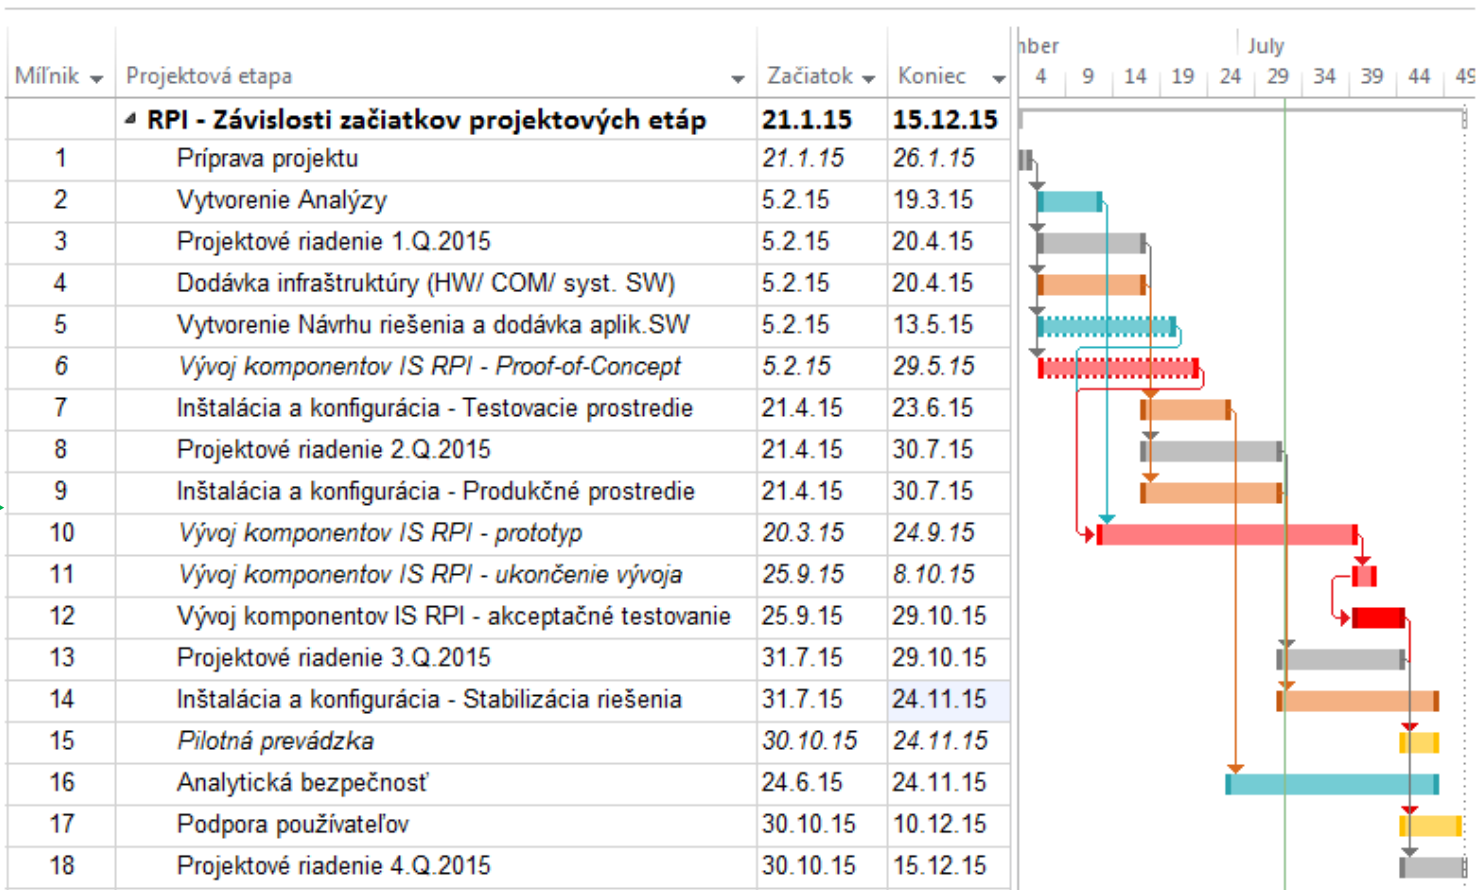 nber July
Míľnik Projektová etapa Začiatok Koniec 4 9 14 19 24 29 34 39 44 49
RPI - Závislosti začiatkov projektových etáp 21.1.15 15.12.15
1 Príprava projektu 21.1.15 26.1.15
2 Vytvorenie Analýzy 5.2.15 19.3.15
3 Projektové riadenie 1.Q.2015 5.2.15 20.4.15
4 Dodávka infraštruktúry (HW/ COM/ syst. SW) 5.2.15 20.4.15
5 Vytvorenie Návrhu riešenia a dodávka aplik.SW 5.2.15 13.5.15
6 Vývoj komponentov IS RPI - Proof-of-Concept 5.2.15 29.5.15
7 Inštalácia a konfigurácia - Testovacie prostredie 21.4.15 23.6.15
8 Projektové riadenie 2.Q.2015 21.4.15 30.7.15
9 Inštalácia a konfigurácia - Produkčné prostredie 21.4.15 30.7.15
10 Vývoj komponentov IS RPI - prototyp 20.3.15 24.9.15
11 Vývoj komponentov IS RPI - ukončenie vývoja 25.9.15 8.10.15
12 Vývoj komponentov IS RPI - akceptačné testovanie 25.9.15 29.10.15
13 Projektové riadenie 3.Q.2015 31.7.15 29.10.15
14 Inštalácia a konfigurácia - Stabilizácia riešenia 31.7.15 24.11.15
15 Pilotná prevádzka 30.10.15 24.11.15
16 Analytická bezpečnosť 24.6.15 24.11.15
17 Podpora používateľov 30.10.15 10.12.15
18 Projektové riadenie 4.Q.2015 30.10.15 15.12.15